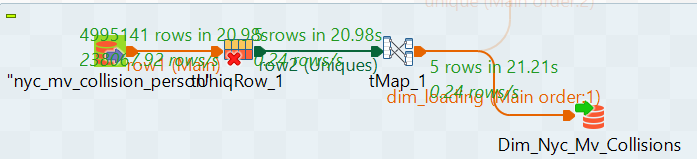 unique (Main order:2)
4995141 rows in 20.98s
5 rows in 20.98s
row1 (Main)
0.24 rows/s
row2 (Uniques)
"nyc_mv_collision_person"
tUniqRow_1
tMap_1
5 rows in 21.21s
0.24 rows/s
dim_loading (Main order:1)
Dim_Nyc_Mv_Collisions